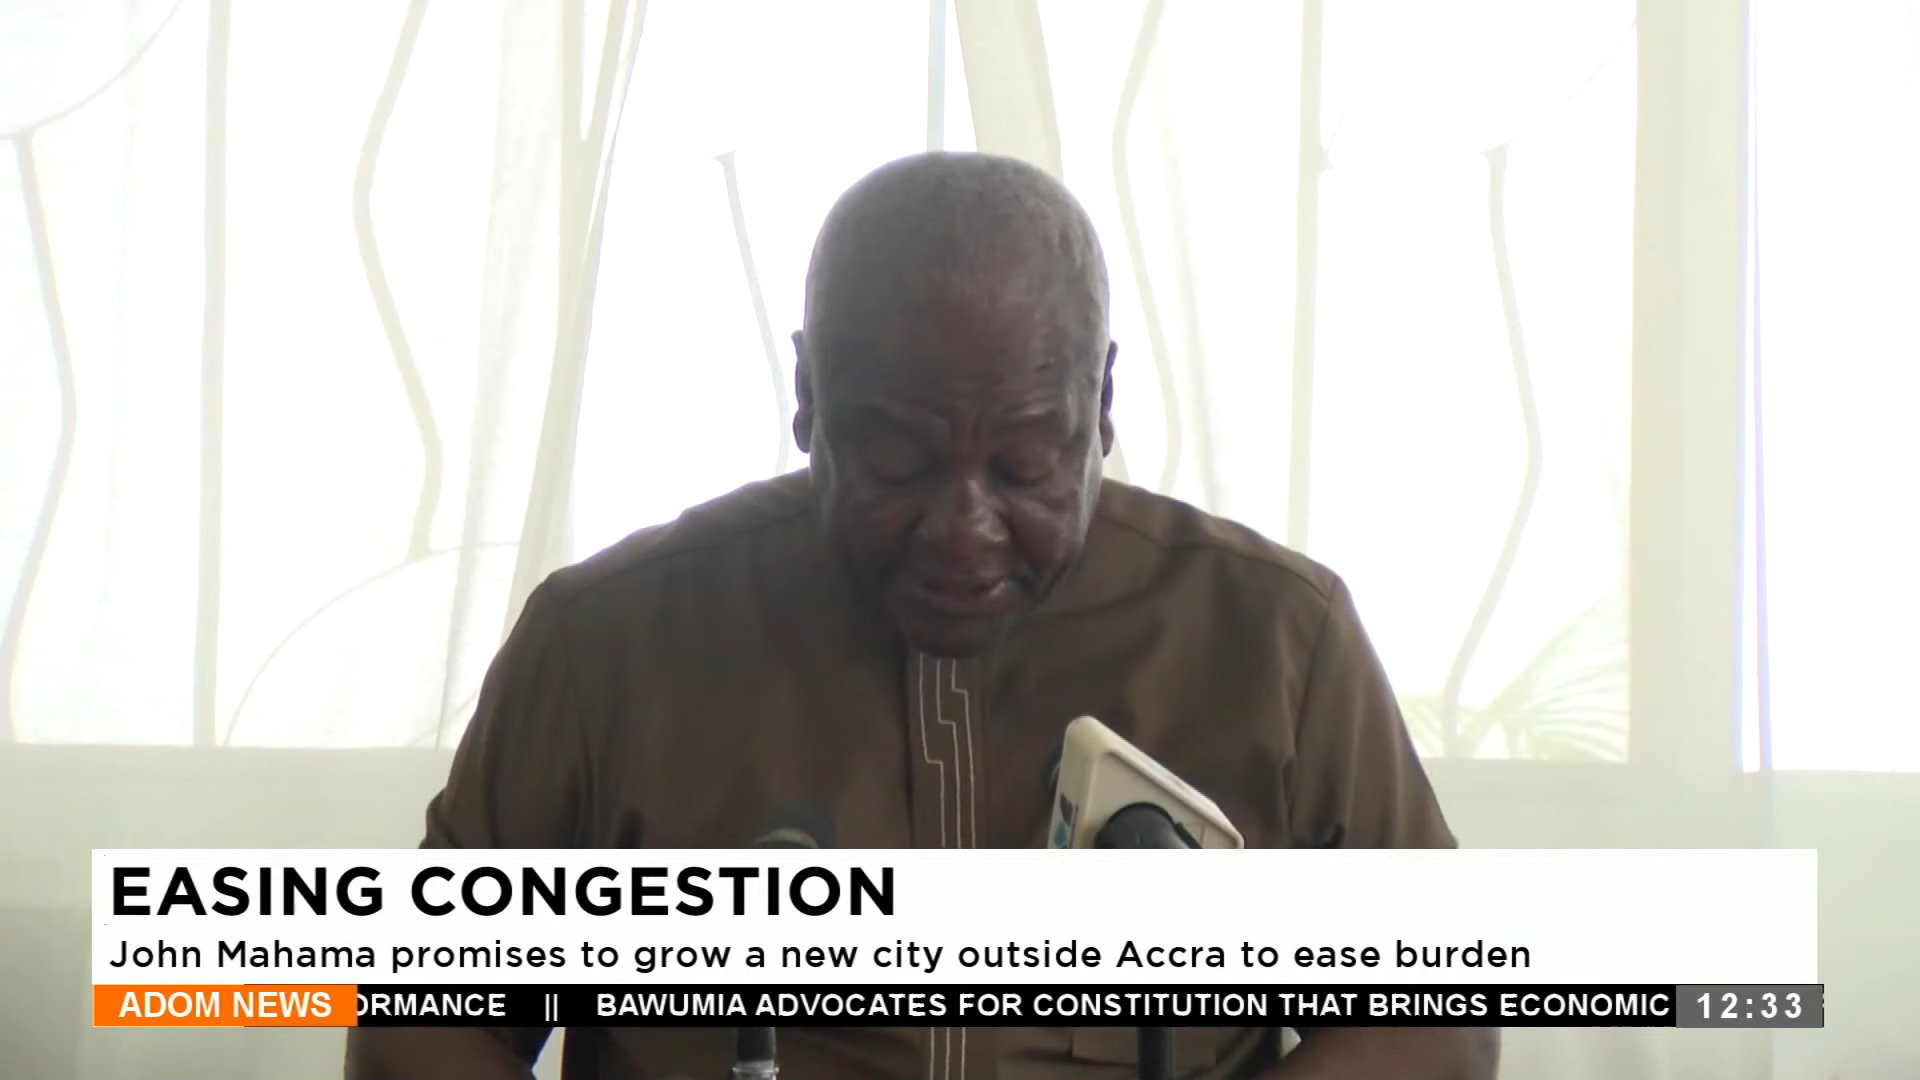 EASING CONGESTION
John Mahama promises to grow a new city outside Accra to ease burden
ADOM NEWS ORMANCE || BAWUMIA ADVOCATES FOR CONSTITUTION THAT BRINGS ECONOMIC 12:33